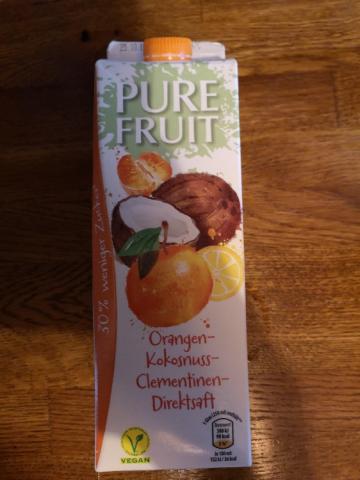 PURE
FRUIT
30% weniger Zucker
Orangen-
Kokosnuss-
Clementinen-
Direktsaft
VEGAN